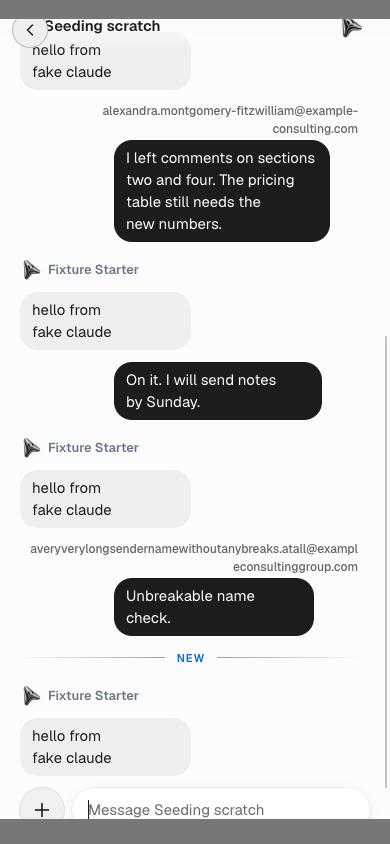 Seeding scratch
hello from
fake claude
alexandra.montgomery-fitzwilliam@example-
consulting.com
I left comments on sections
two and four. The pricing
table still needs the
new numbers.
Fixture Starter
hello from
fake claude
On it. I will send notes
by Sunday.
Fixture Starter
hello from
fake claude
averyverylongsendernamewithoutanybreaks.atall@exampl
econsultinggroup.com
Unbreakable name
check.
NEW
Fixture Starter
hello from
fake claude
Message Seeding scratch